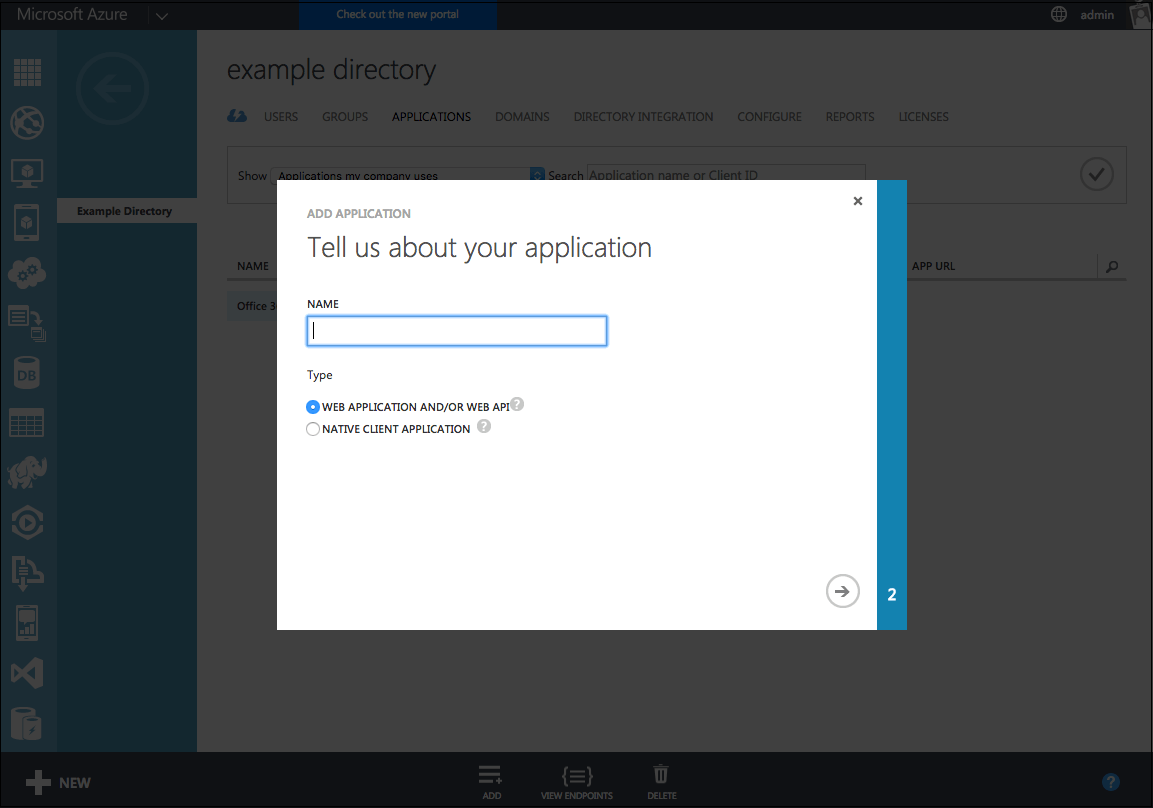 Microsoft Azure
Check out the new portal
admin
example directory
USERS GROUPS APPLICATIONS DOMAINS DIRECTORY INTEGRATION CONFIGURE REPORTS LICENSES
Show Applications my company uses Search Application name or Client ID
Example Directory
NAME APP URL
Office
ADD APPLICATION
Tell us about your application
NAME
Type
WEB APPLICATION AND/OR WEB API ?
NATIVE CLIENT APPLICATION ?
2
DB
NEW
ADD VIEW ENDPOINTS DELETE
?